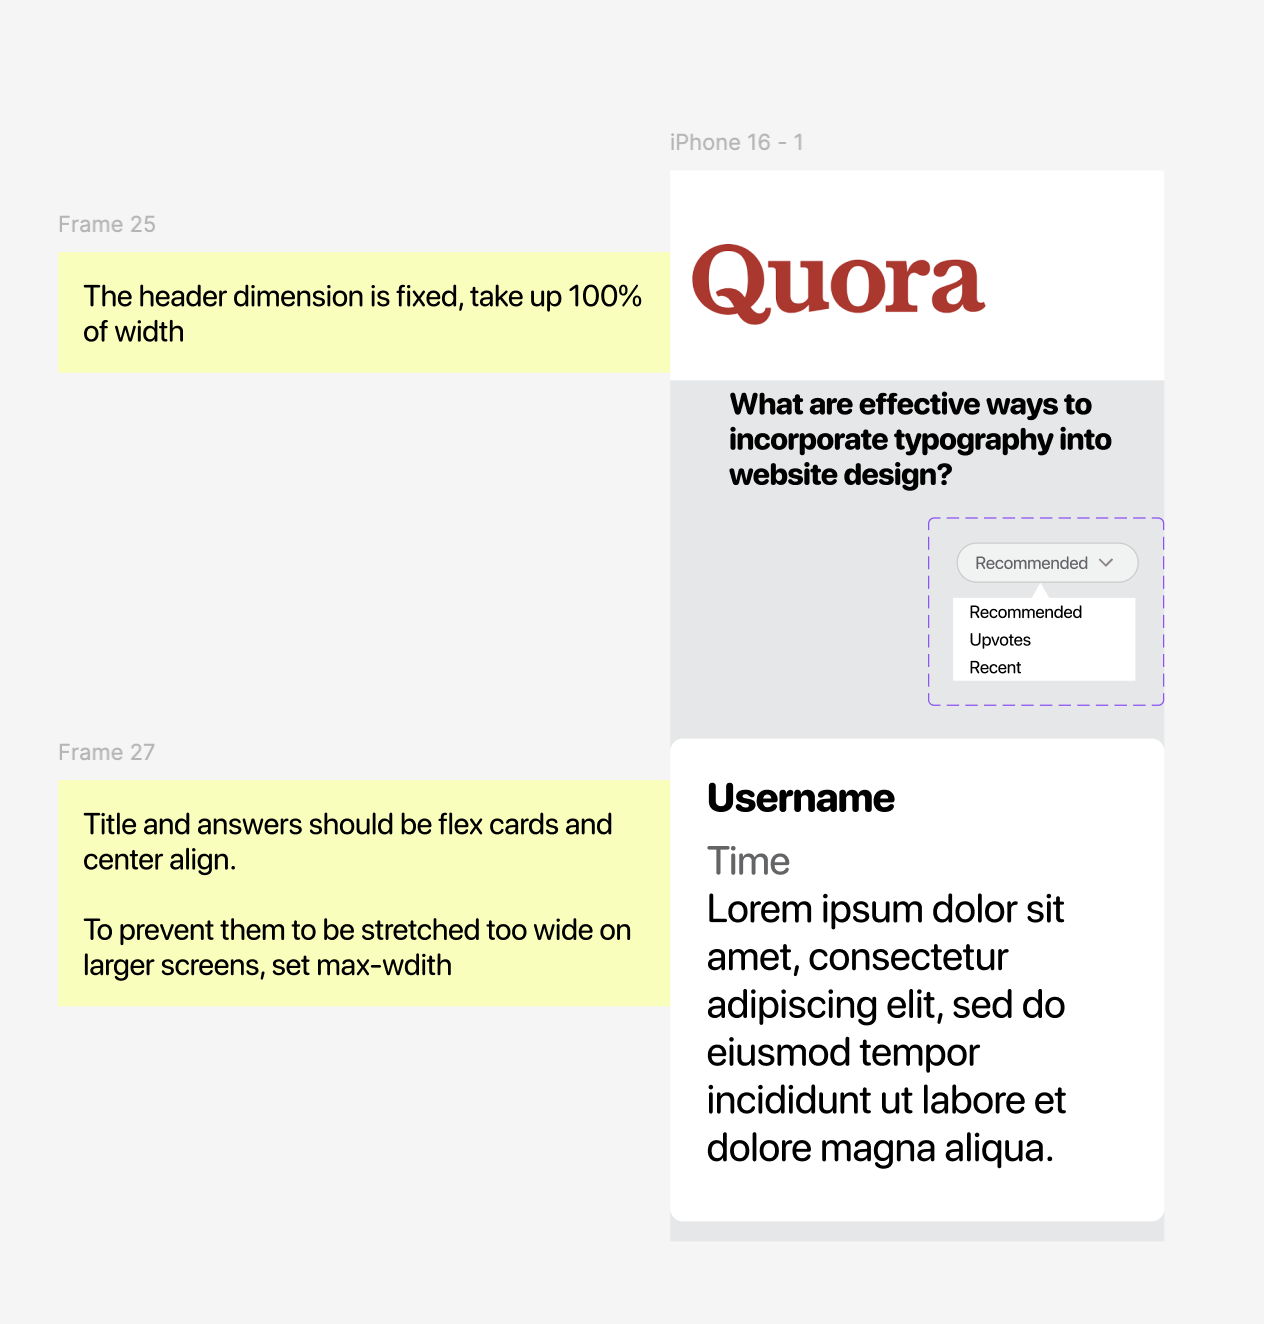 iPhone 16 - 1
Quora
Frame 25
The header dimension is fixed, take up 100%
of width
What are effective ways to
incorporate typography into
website design?
Recommended
Recommended
Upvotes
Recent
Frame 27
Title and answers should be flex cards and
center align.
To prevent them to be stretched too wide on
larger screens, set max-wdith
Username
Time
Lorem ipsum dolor sit
amet, consectetur
adipiscing elit, sed do
eiusmod tempor
incididunt ut labore et
dolore magna aliqua.